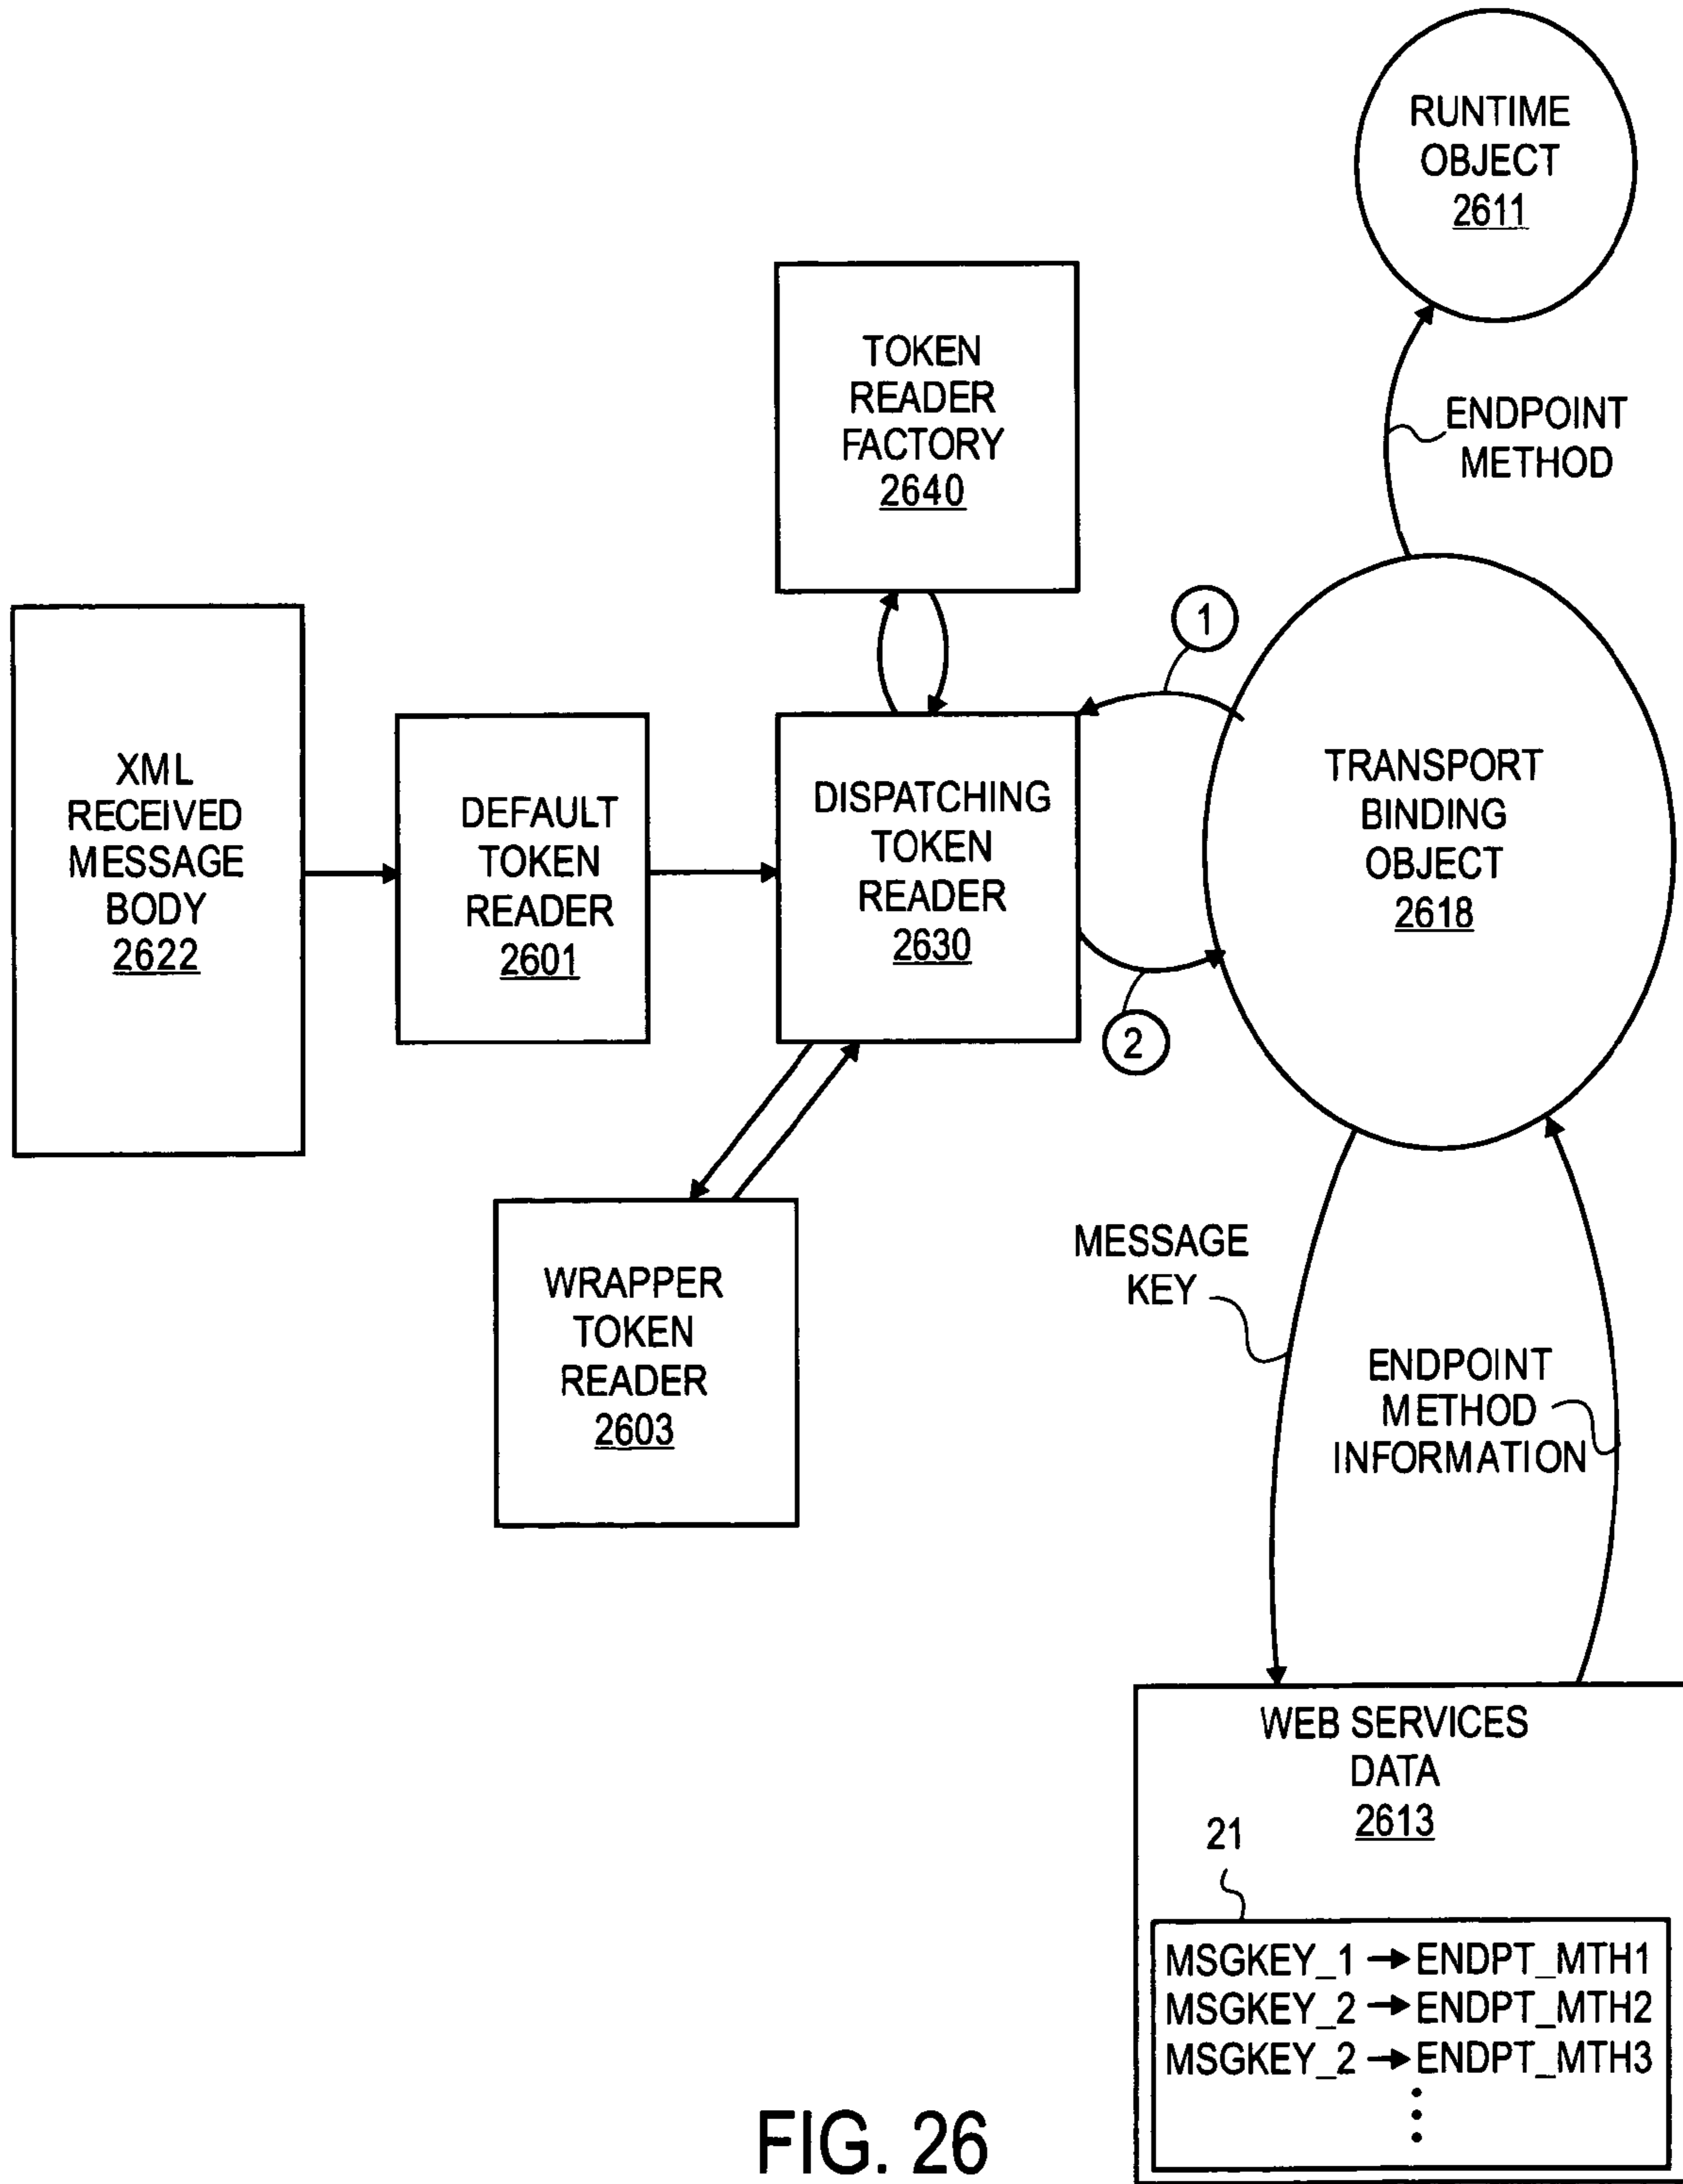 RUNTIME
OBJECT
2611
TOKEN
READER
FACTORY
2640
ENDPOINT
METHOD
1
XML
RECEIVED
MESSAGE
BODY
2622
DEFAULT
TOKEN
READER
2601
DISPATCHING
TOKEN
READER
2630
TRANSPORT
BINDING
OBJECT
2618
2
WRAPPER
TOKEN
READER
2603
MESSAGE
KEY
ENDPOINT
METHOD
INFORMATION
WEB SERVICES
DATA
2613
21
MSGKEY_1 → ENDPT_MTH1
MSGKEY_2 → ENDPT_MTH2
MSGKEY_2 → ENDPT_MTH3
FIG. 26